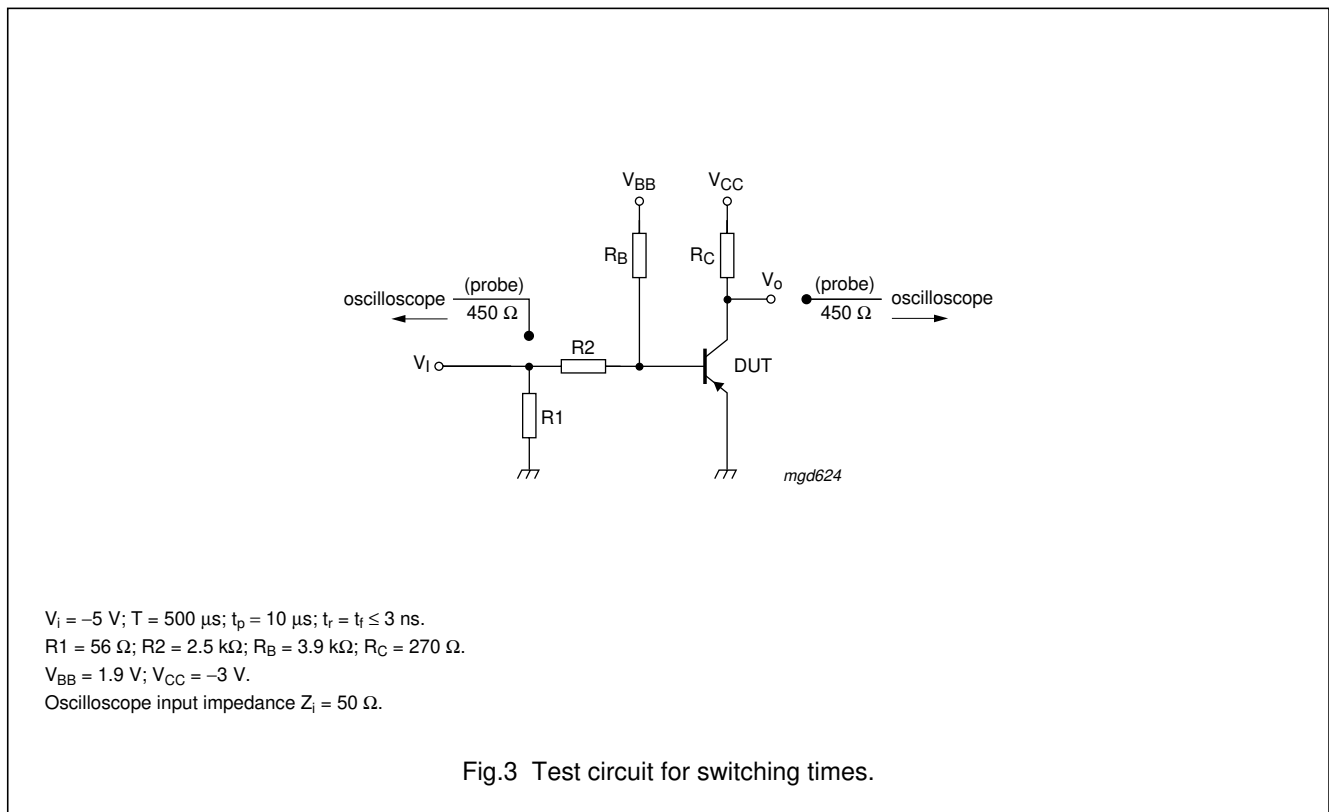 V_BB V_CC
R_B R_C
V_o
(probe) (probe)
oscilloscope oscilloscope
450 Ω 450 Ω
R2
V_I DUT
R1
mgd624
V_i = −5 V; T = 500 μs; t_p = 10 μs; t_r = t_f ≤ 3 ns.
R1 = 56 Ω; R2 = 2.5 kΩ; R_B = 3.9 kΩ; R_C = 270 Ω.
V_BB = 1.9 V; V_CC = −3 V.
Oscilloscope input impedance Z_i = 50 Ω.
Fig.3 Test circuit for switching times.